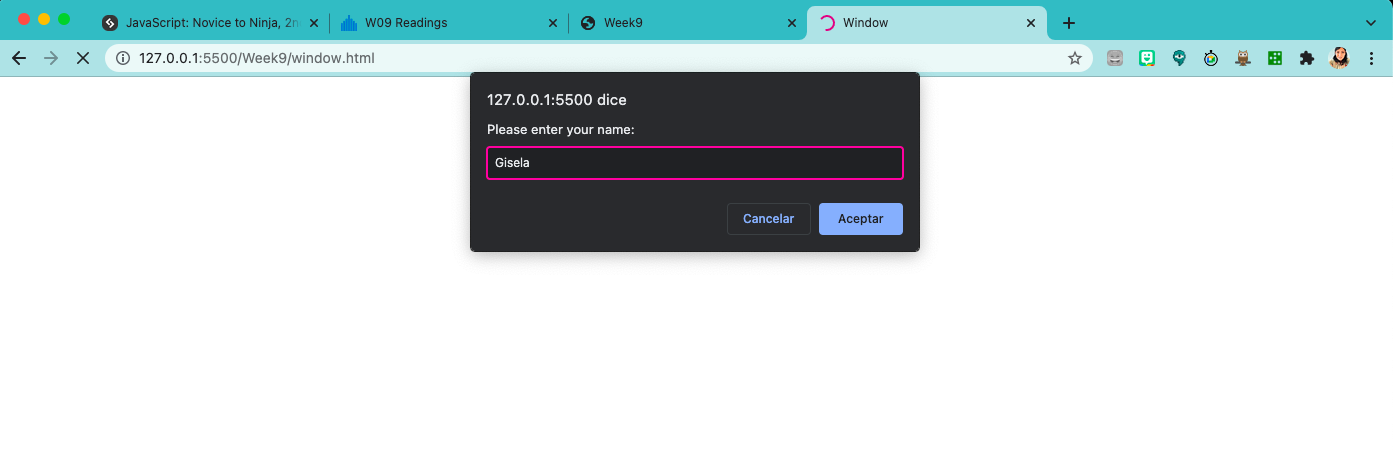 JavaScript: Novice to Ninja, 2n
W09 Readings
Week9
Window
127.0.0.1:5500/Week9/window.html
127.0.0.1:5500 dice
Please enter your name:
Gisela
Cancelar
Aceptar